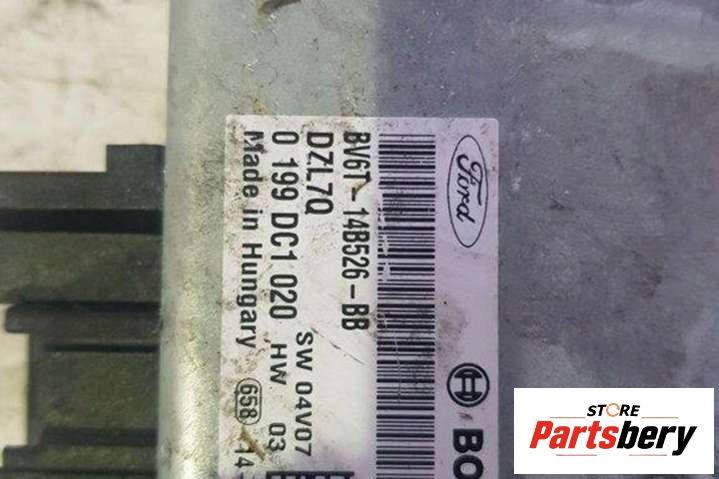 Ford
BV6T-14B526-BB
DZL7Q
0 199 DC1 020
SW 04V07
HW 03
Made in Hungary
658
14-
STORE
Partsbery